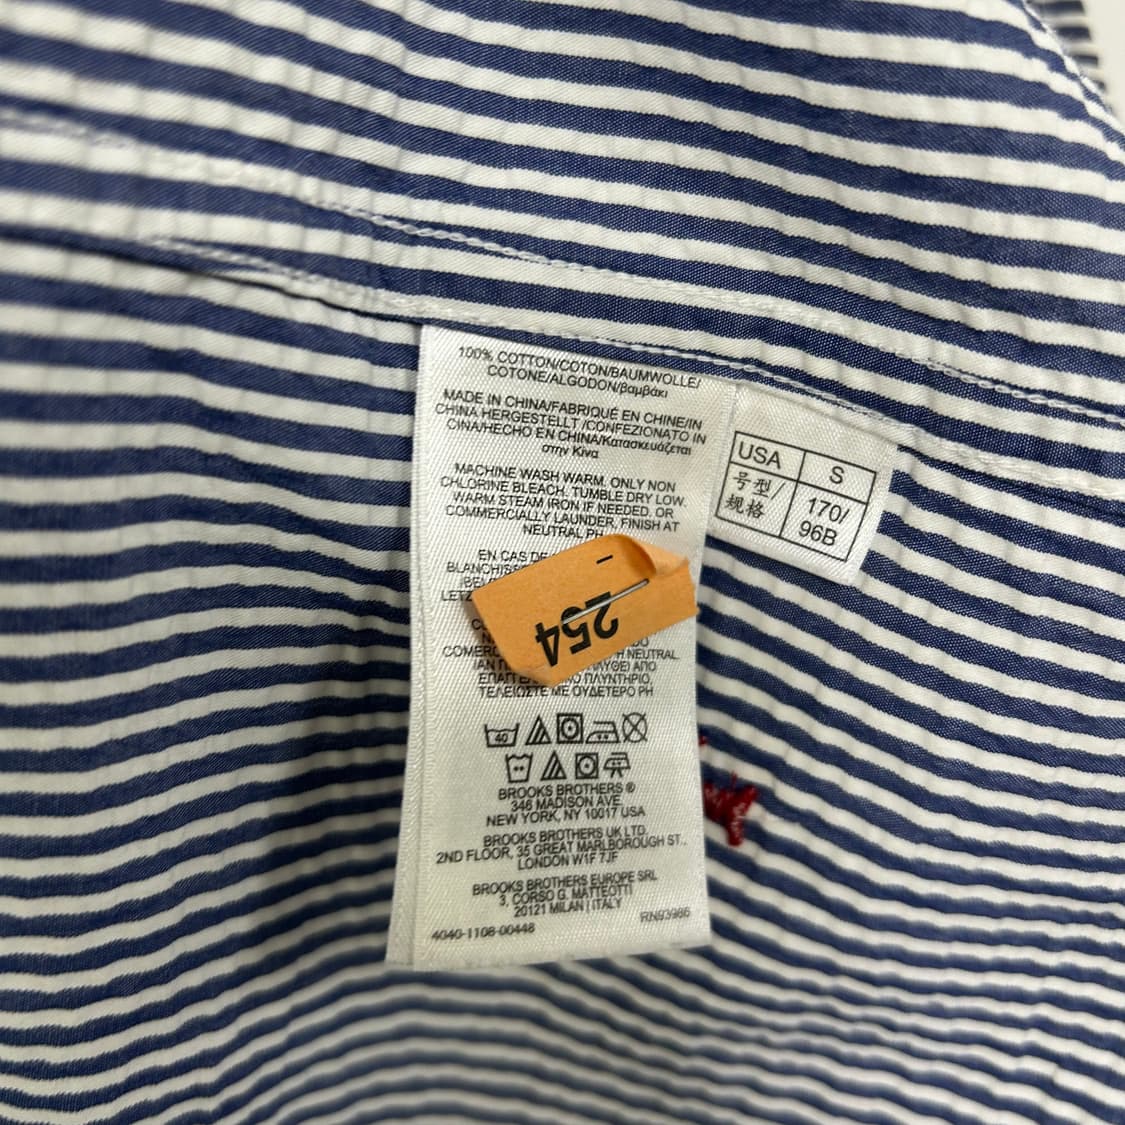 100% COTTON/COTON/BAUMWOLLE/
COTONE/ALGODON/βαμβάκι
MADE IN CHINA/FABRIQUÉ EN CHINE/IN
CHINA HERGESTELLT /CONFEZIONATO IN
CINA/HECHO EN CHINA/Κατασκευάζεται
στην Κίνα
MACHINE WASH WARM. ONLY NON
CHLORINE BLEACH. TUMBLE DRY LOW.
WARM STEAM IRON IF NEEDED. OR
COMMERCIALLY LAUNDER, FINISH AT
NEUTRAL PH
EN CAS DE
254
NEUTRAL.
ΑΠΟ
ΠΛΥΝΤΗΡΙΟ,
ΤΕΛΕΙΩΣΤΕ ΜΕ ΟΥΔΕΤΕΡΟ PH
40
BROOKS BROTHERS ®
346 MADISON AVE.
NEW YORK, NY 10017 USA
BROOKS BROTHERS UK LTD.
2ND FLOOR, 35 GREAT MARLBOROUGH ST.,
LONDON W1F 7JF
BROOKS BROTHERS EUROPE SRL
3, CORSO G. MATTEOTTI
20121 MILAN | ITALY
RN93986
4040-1108-00448
USA S
号型/规格 170/96B